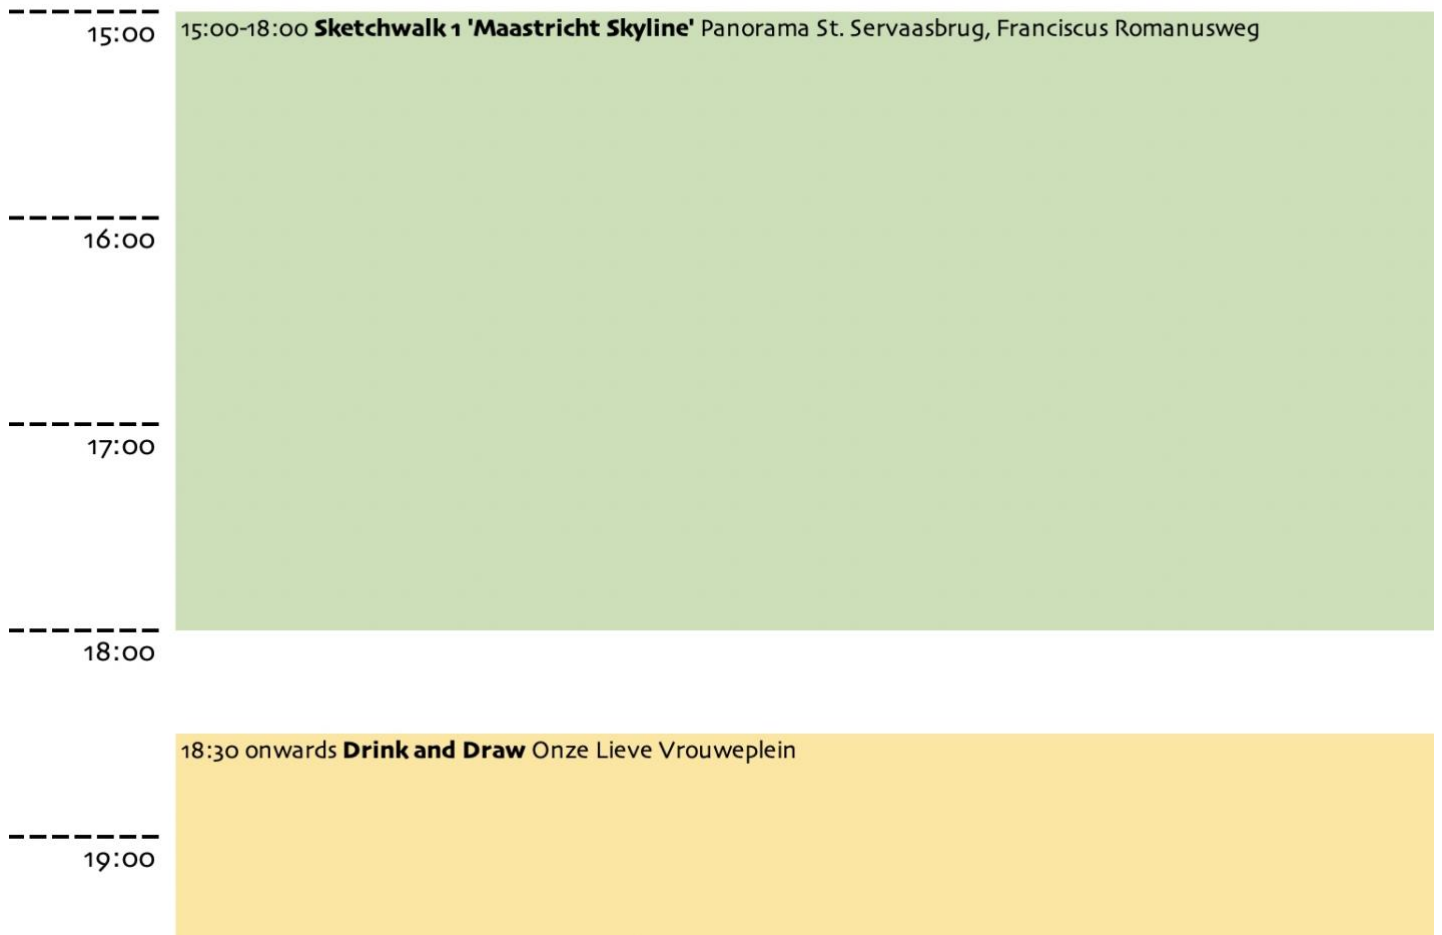 15:00
15:00-18:00 Sketchwalk 1 'Maastricht Skyline' Panorama St. Servaasbrug, Franciscus Romanusweg
16:00
17:00
18:00
18:30 onwards Drink and Draw Onze Lieve Vrouweplein
19:00